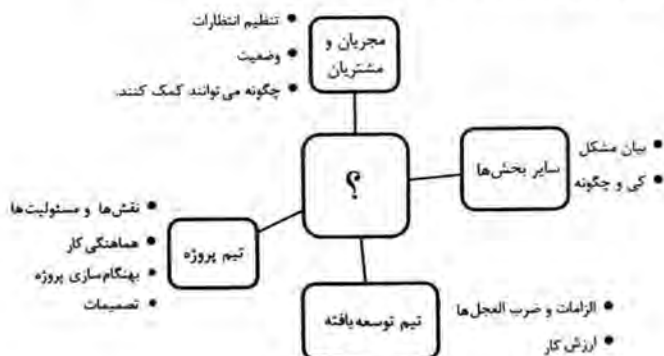 • تنظیم انتظارات
• وضعیت
• چگونه می‌توانند کمک کنند.
مجریان و
مشتریان
سایر بخش‌ها
• بیان مشکل
• کی و چگونه
؟
• نقش‌ها و مسئولیت‌ها
• هماهنگی کار
• بهنگام‌سازی پروژه
• تصمیمات
تیم پروژه
تیم توسعه یافته
• الزامات و ضرب العجل‌ها
• ارزش کار